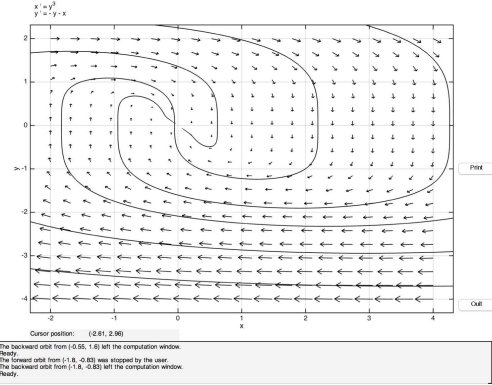 x ' = y³
y ' = - y - x
2
1
0
-1
-2
-3
-4
y
-2
-1
0
1
2
3
4
x
Print
Quit
Cursor position: (-2.61, 2.96)
The backward orbit from (-0.55, 1.6) left the computation window.
Ready.
The forward orbit from (-1.8, -0.83) was stopped by the user.
The backward orbit from (-1.8, -0.83) left the computation window.
Ready.